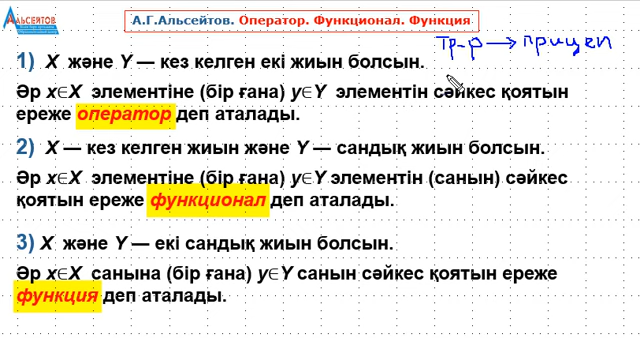 АЛЬСЕЙТОВ
А.Г.Альсейтов. Оператор. Функционал. Функция
тр-р → прицеп
1) X және Y — кез келген екі жиын болсын.
Әр x∈X элементіне (бір ғана) y∈Y элементін сәйкес қоятын
ереже оператор деп аталады.
2) X — кез келген жиын және Y — сандық жиын болсын.
Әр x∈X элементіне (бір ғана) y∈Y элементін (санын) сәйкес
қоятын ереже функционал деп аталады.
3) X және Y — екі сандық жиын болсын.
Әр x∈X санына (бір ғана) y∈Y санын сәйкес қоятын ереже
функция деп аталады.